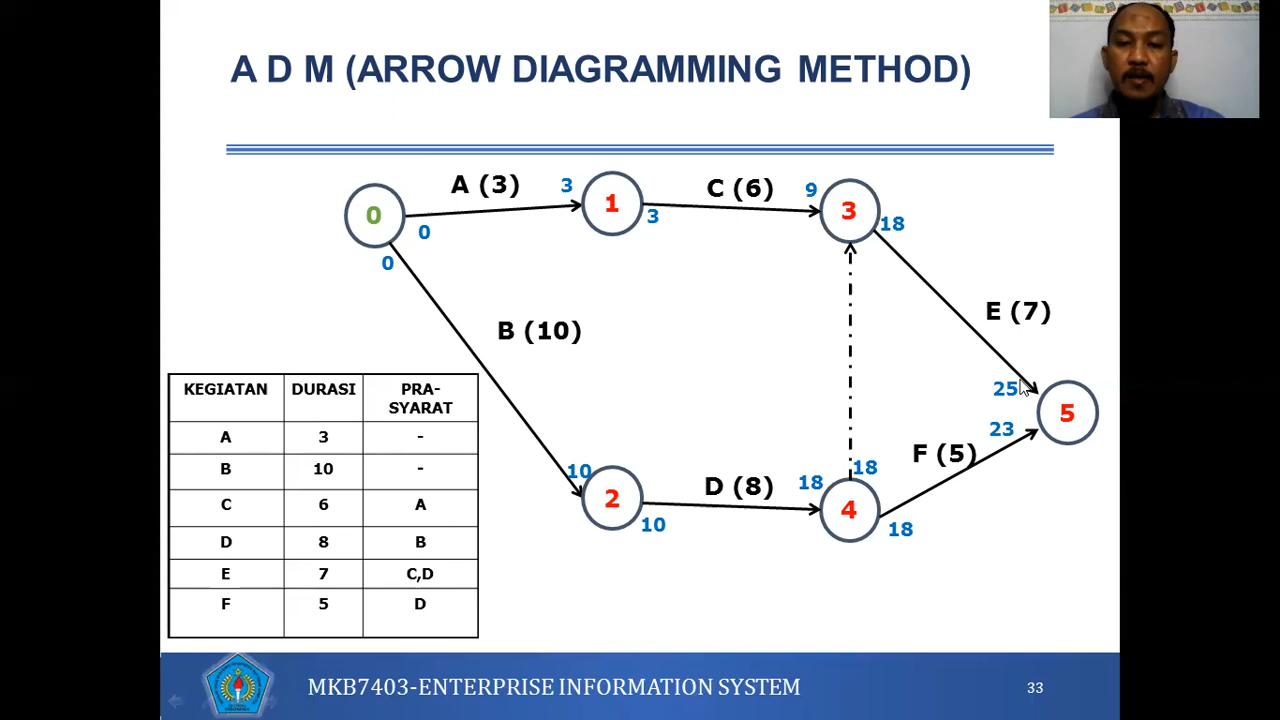 A D M (ARROW DIAGRAMMING METHOD)
A (3)
3
C (6)
9
0
1
3
3
0
18
0
E (7)
B (10)
25
5
23
10
F (5)
18
2
D (8)
18
4
10
18
KEGIATAN DURASI PRA-SYARAT
A 3 -
B 10 -
C 6 A
D 8 B
E 7 C,D
F 5 D
MKB7403-ENTERPRISE INFORMATION SYSTEM
33